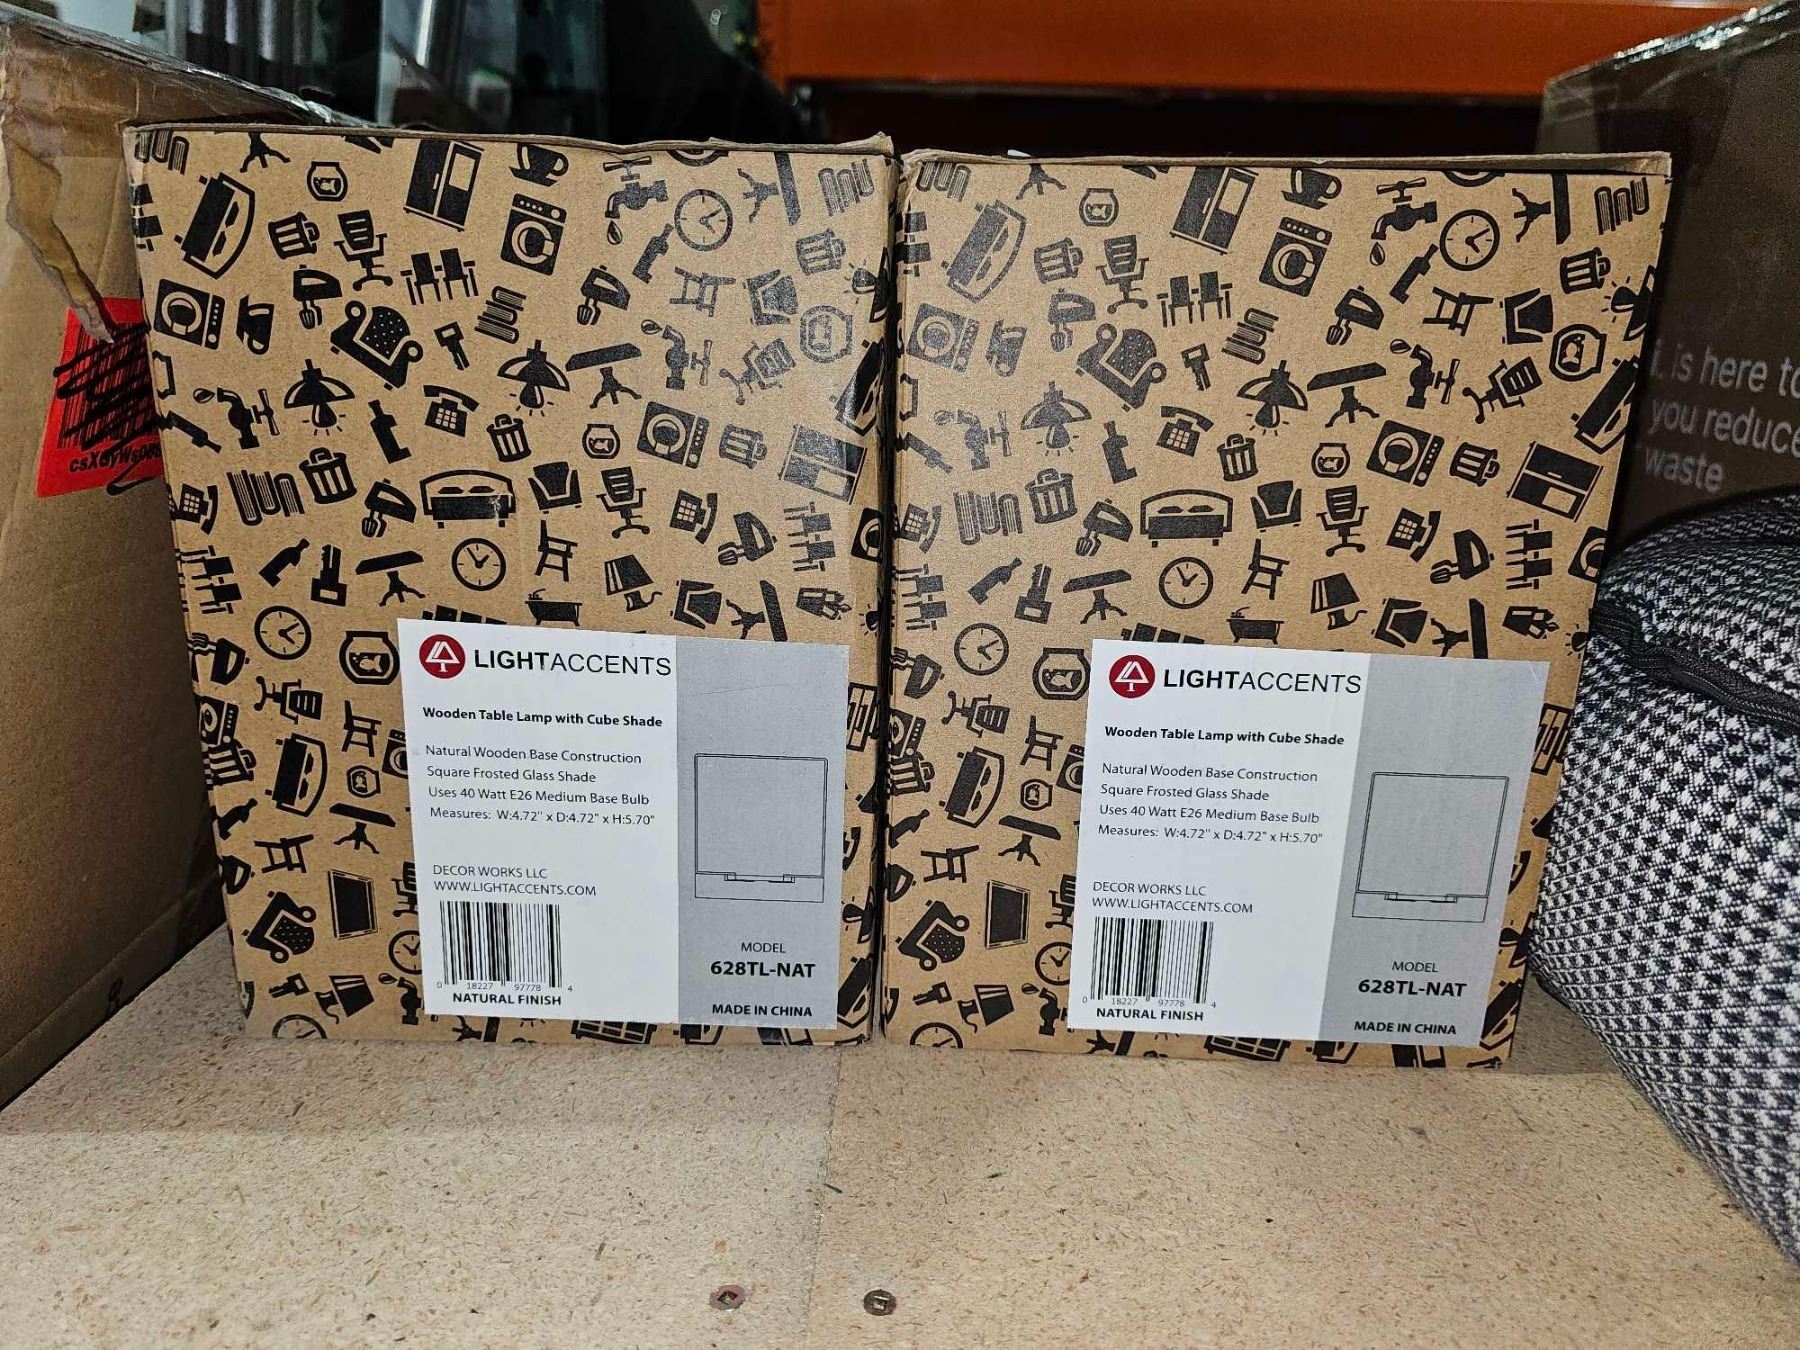 LIGHTACCENTS
Wooden Table Lamp with Cube Shade
Natural Wooden Base Construction
Square Frosted Glass Shade
Uses 40 Watt E26 Medium Base Bulb
Measures: W:4.72" x D:4.72" x H:5.70"
DECOR WORKS LLC
WWW.LIGHTACCENTS.COM
0 18227 97778 4
NATURAL FINISH
MODEL
628TL-NAT
MADE IN CHINA
LIGHTACCENTS
Wooden Table Lamp with Cube Shade
Natural Wooden Base Construction
Square Frosted Glass Shade
Uses 40 Watt E26 Medium Base Bulb
Measures: W:4.72" x D:4.72" x H:5.70"
DECOR WORKS LLC
WWW.LIGHTACCENTS.COM
0 18227 97778 4
NATURAL FINISH
MODEL
628TL-NAT
MADE IN CHINA
is here to
you reduce
waste